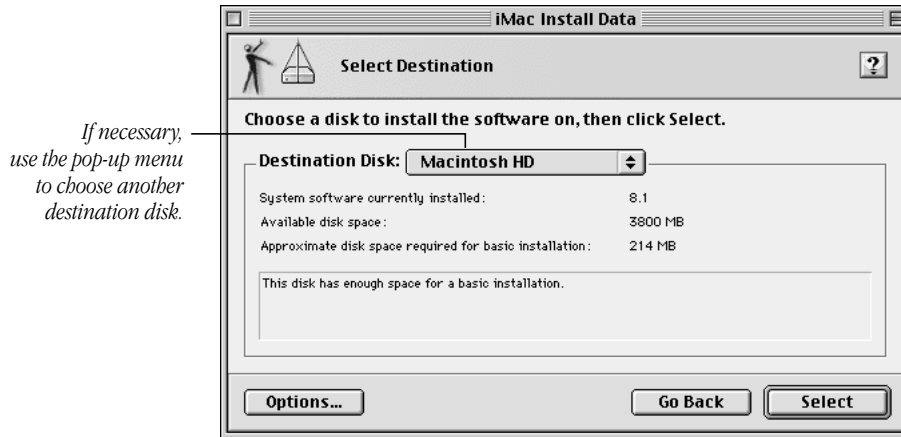 iMac Install Data
Select Destination
?
Choose a disk to install the software on, then click Select.
If necessary,
use the pop-up menu
to choose another
destination disk.
Destination Disk: Macintosh HD
System software currently installed: 8.1
Available disk space: 3800 MB
Approximate disk space required for basic installation: 214 MB
This disk has enough space for a basic installation.
Options...
Go Back
Select